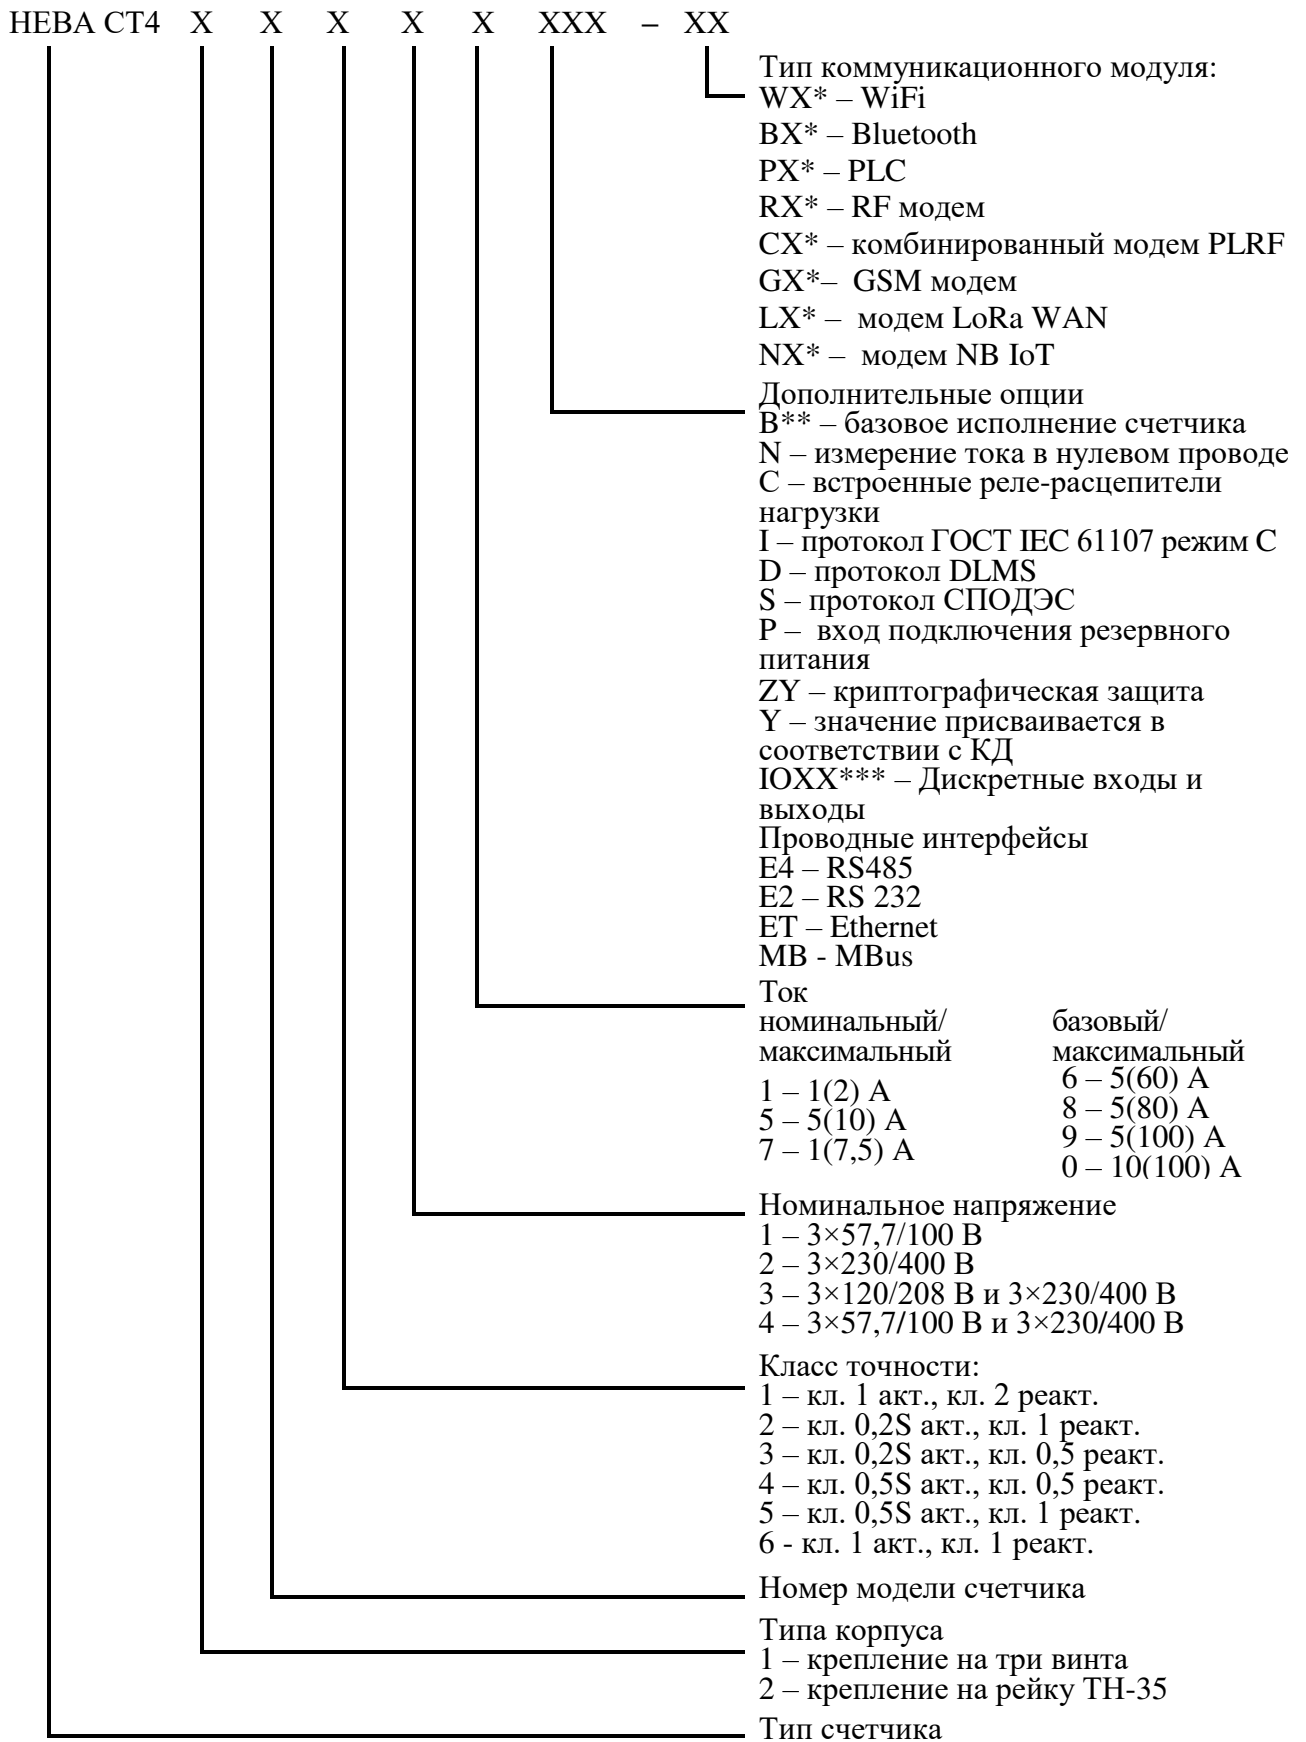 НЕВА СТ4 X X X X X XXX – XX
Тип коммуникационного модуля:
WX* – WiFi
BX* – Bluetooth
PX* – PLC
RX* – RF модем
CX* – комбинированный модем PLRF
GX*– GSM модем
LX* – модем LoRa WAN
NX* – модем NB IoT
Дополнительные опции
B** – базовое исполнение счетчика
N – измерение тока в нулевом проводе
C – встроенные реле-расцепители
нагрузки
I – протокол ГОСТ IEC 61107 режим С
D – протокол DLMS
S – протокол СПОДЭС
P – вход подключения резервного
питания
ZY – криптографическая защита
Y – значение присваивается в
соответствии с КД
IOXX*** – Дискретные входы и
выходы
Проводные интерфейсы
E4 – RS485
E2 – RS 232
ET – Ethernet
MB - MBus
Ток
номинальный/ базовый/
максимальный максимальный
1 – 1(2) А 6 – 5(60) А
5 – 5(10) А 8 – 5(80) А
7 – 1(7,5) А 9 – 5(100) А
0 – 10(100) А
Номинальное напряжение
1 – 3×57,7/100 В
2 – 3×230/400 В
3 – 3×120/208 В и 3×230/400 В
4 – 3×57,7/100 В и 3×230/400 В
Класс точности:
1 – кл. 1 акт., кл. 2 реакт.
2 – кл. 0,2S акт., кл. 1 реакт.
3 – кл. 0,2S акт., кл. 0,5 реакт.
4 – кл. 0,5S акт., кл. 0,5 реакт.
5 – кл. 0,5S акт., кл. 1 реакт.
6 - кл. 1 акт., кл. 1 реакт.
Номер модели счетчика
Типа корпуса
1 – крепление на три винта
2 – крепление на рейку ТН-35
Тип счетчика